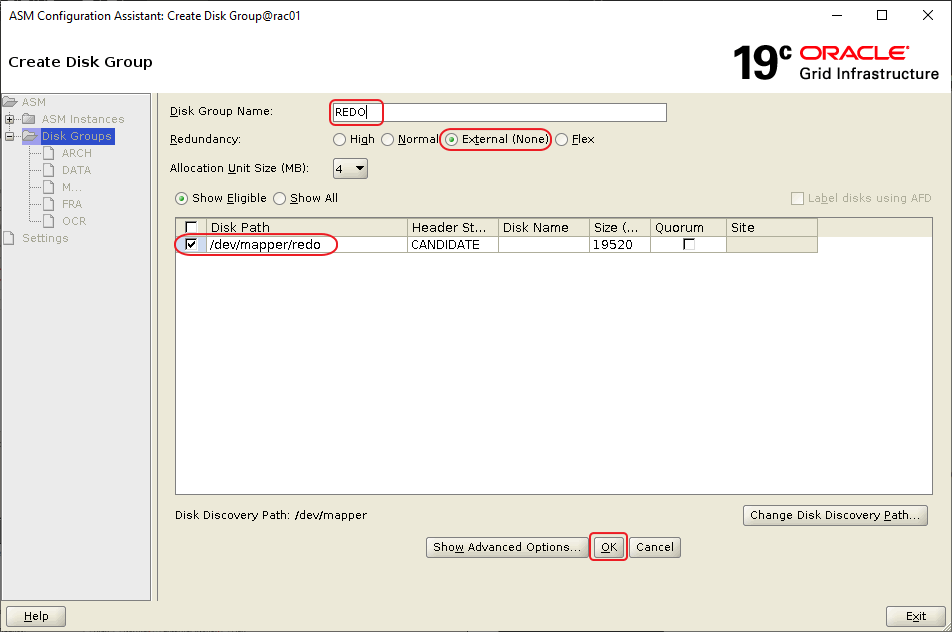 ASM Configuration Assistant: Create Disk Group@rac01
Create Disk Group
19c ORACLE
Grid Infrastructure
ASM
ASM Instances
Disk Groups
ARCH
DATA
M...
FRA
OCR
Settings
Disk Group Name: REDO
Redundancy: High Normal External (None) Flex
Allocation Unit Size (MB): 4
Show Eligible Show All Label disks using AFD
Disk Path Header St... Disk Name Size (... Quorum Site
/dev/mapper/redo CANDIDATE 19520
Disk Discovery Path: /dev/mapper Change Disk Discovery Path...
Show Advanced Options... OK Cancel
Help Exit